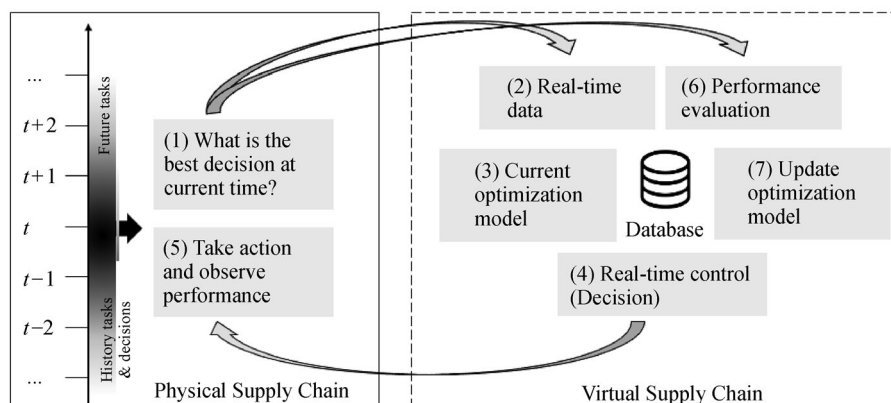 ...
t+2
t+1
t
t−1
t−2
...
Future tasks
History tasks
& decisions
(1) What is the
best decision at
current time?
(5) Take action
and observe
performance
Physical Supply Chain
(2) Real-time
data
(6) Performance
evaluation
(3) Current
optimization
model
Database
(7) Update
optimization
model
(4) Real-time control
(Decision)
Virtual Supply Chain